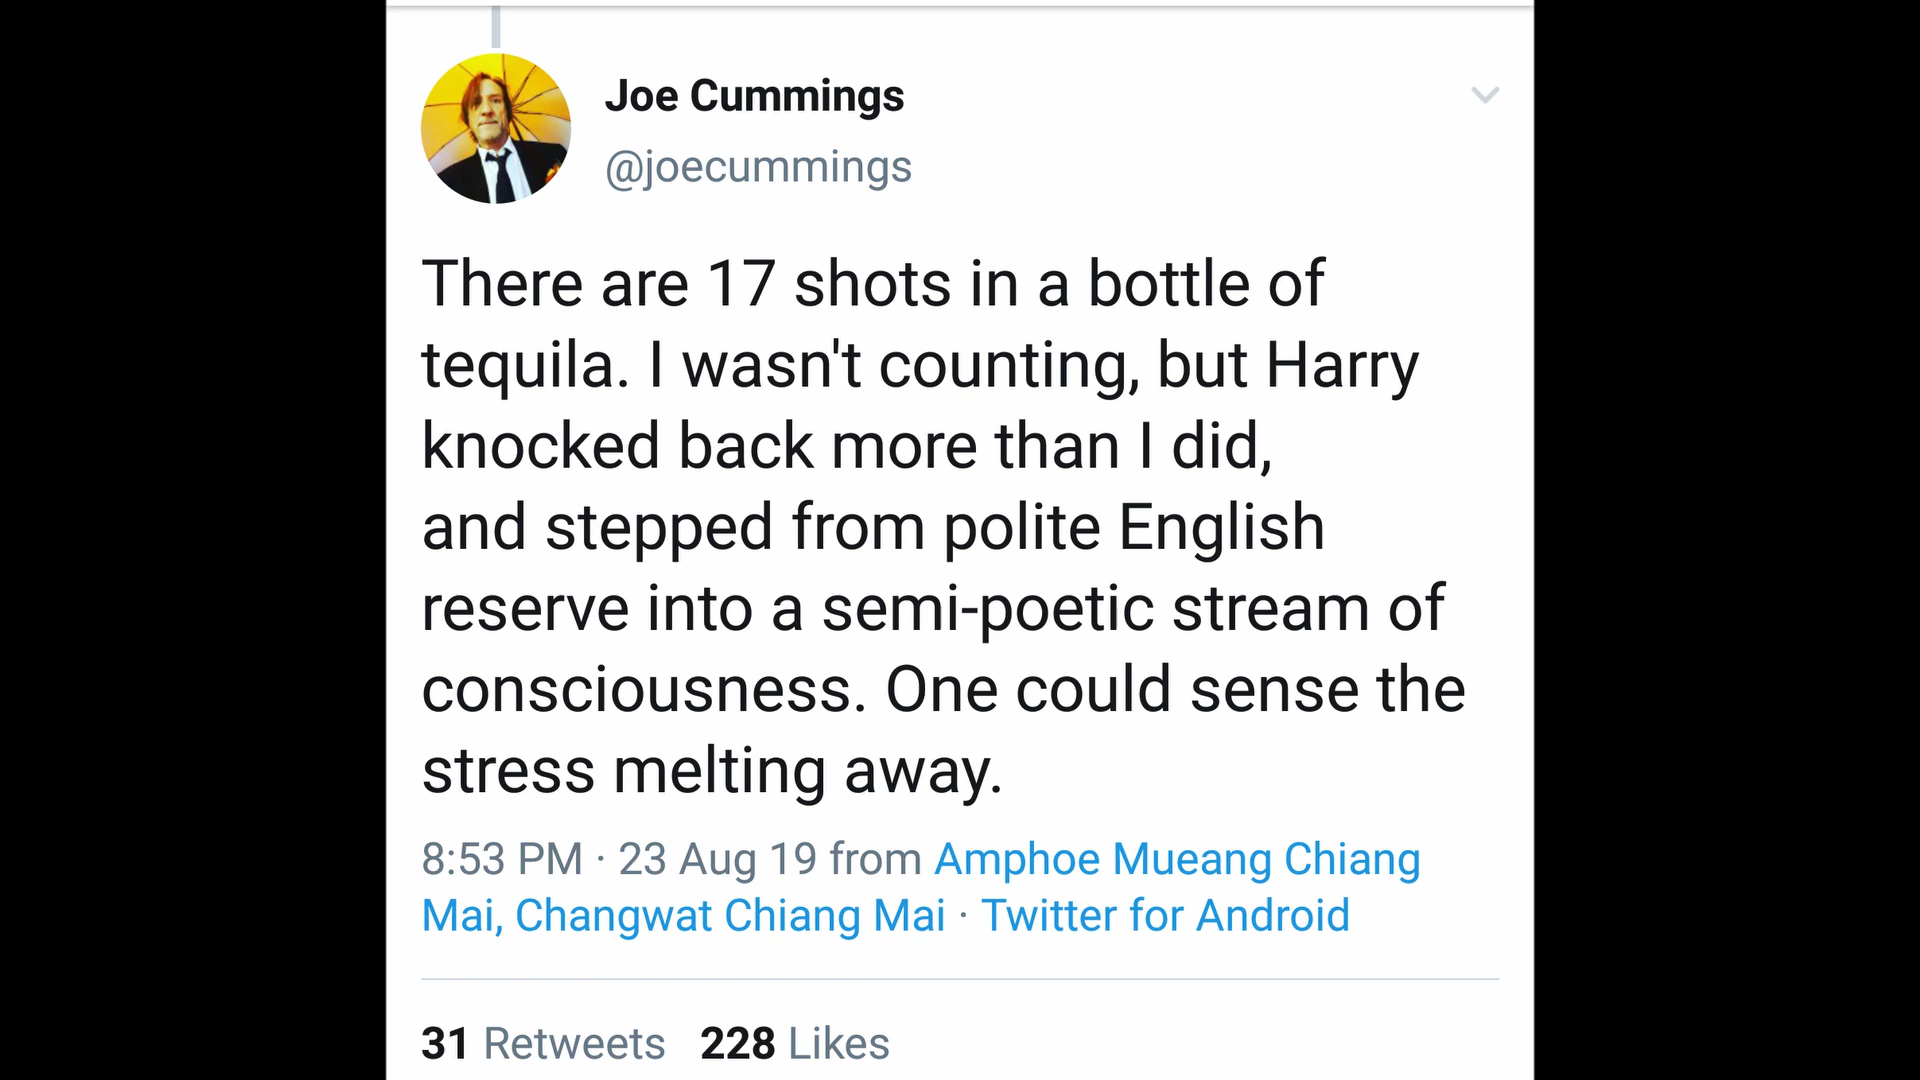 Joe Cummings
@joecummings
There are 17 shots in a bottle of
tequila. I wasn't counting, but Harry
knocked back more than I did,
and stepped from polite English
reserve into a semi-poetic stream of
consciousness. One could sense the
stress melting away.
8:53 PM · 23 Aug 19 from Amphoe Mueang Chiang
Mai, Changwat Chiang Mai · Twitter for Android
31 Retweets 228 Likes